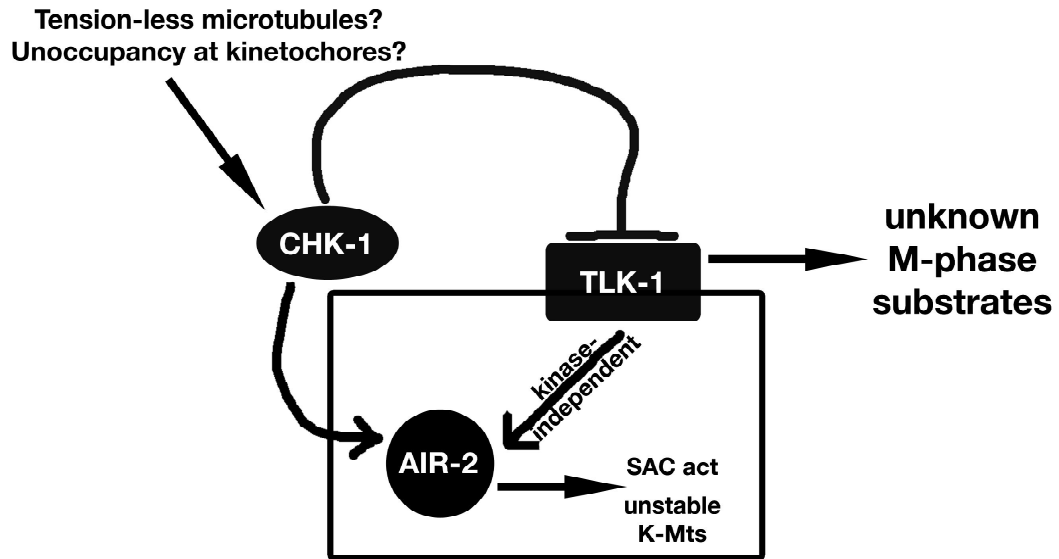 Tension-less microtubules?
Unoccupancy at kinetochores?
CHK-1
TLK-1
unknown
M-phase
substrates
kinase-
independent
AIR-2
SAC act
unstable
K-Mts